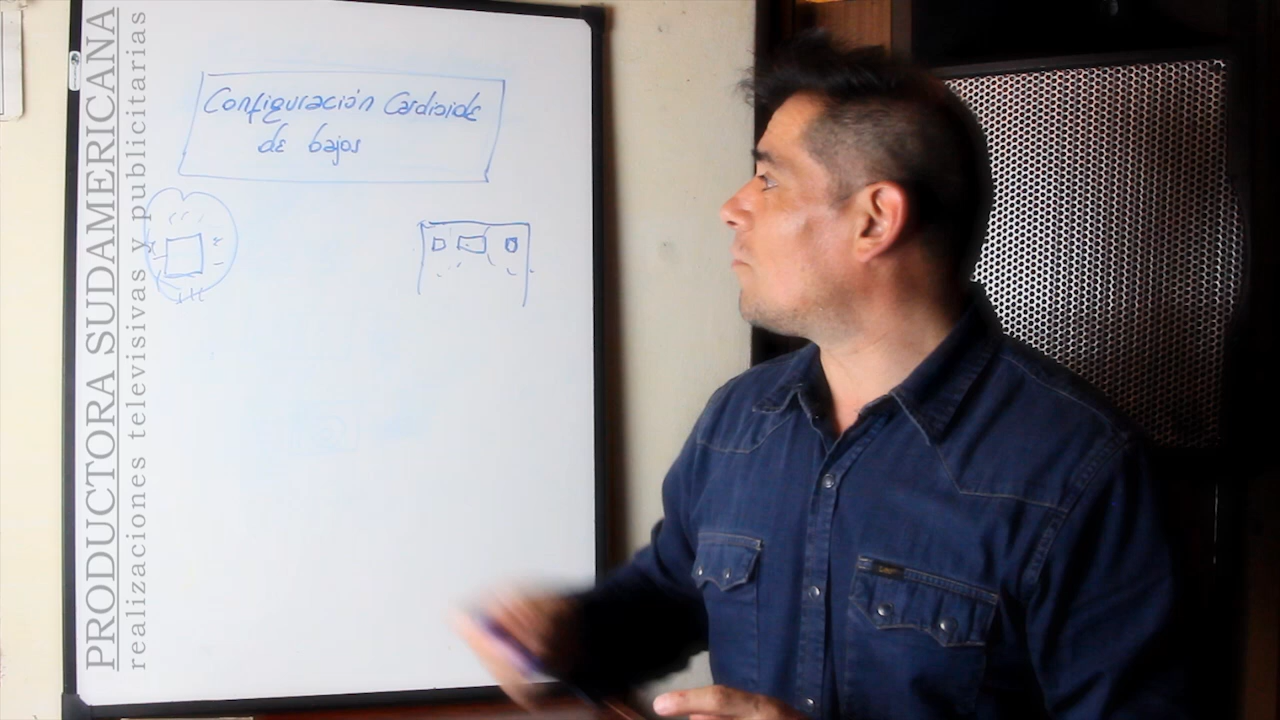 PRODUCTORA SUDAMERICANA
realizaciones televisivas y publicitarias
Configuración Cardioide
de bajos